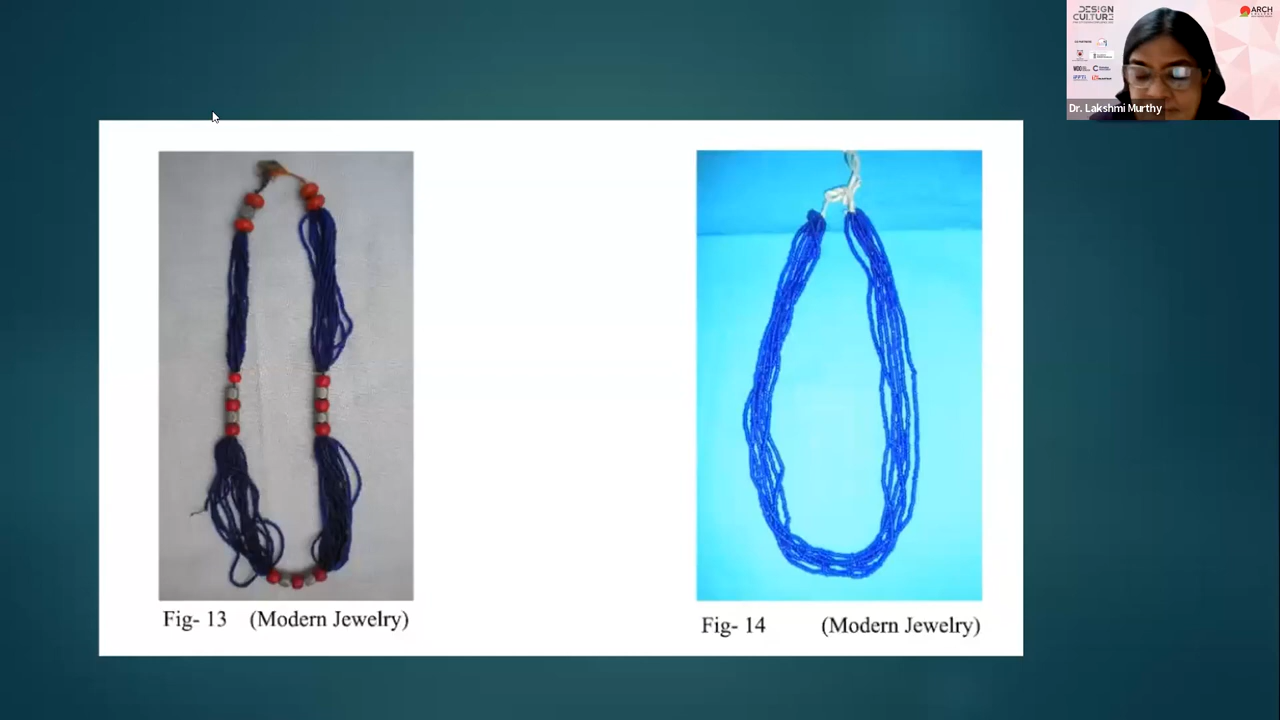 DESIGN
CULTURE
ARCH
Dr. Lakshmi Murthy
Fig- 13 (Modern Jewelry)
Fig- 14 (Modern Jewelry)